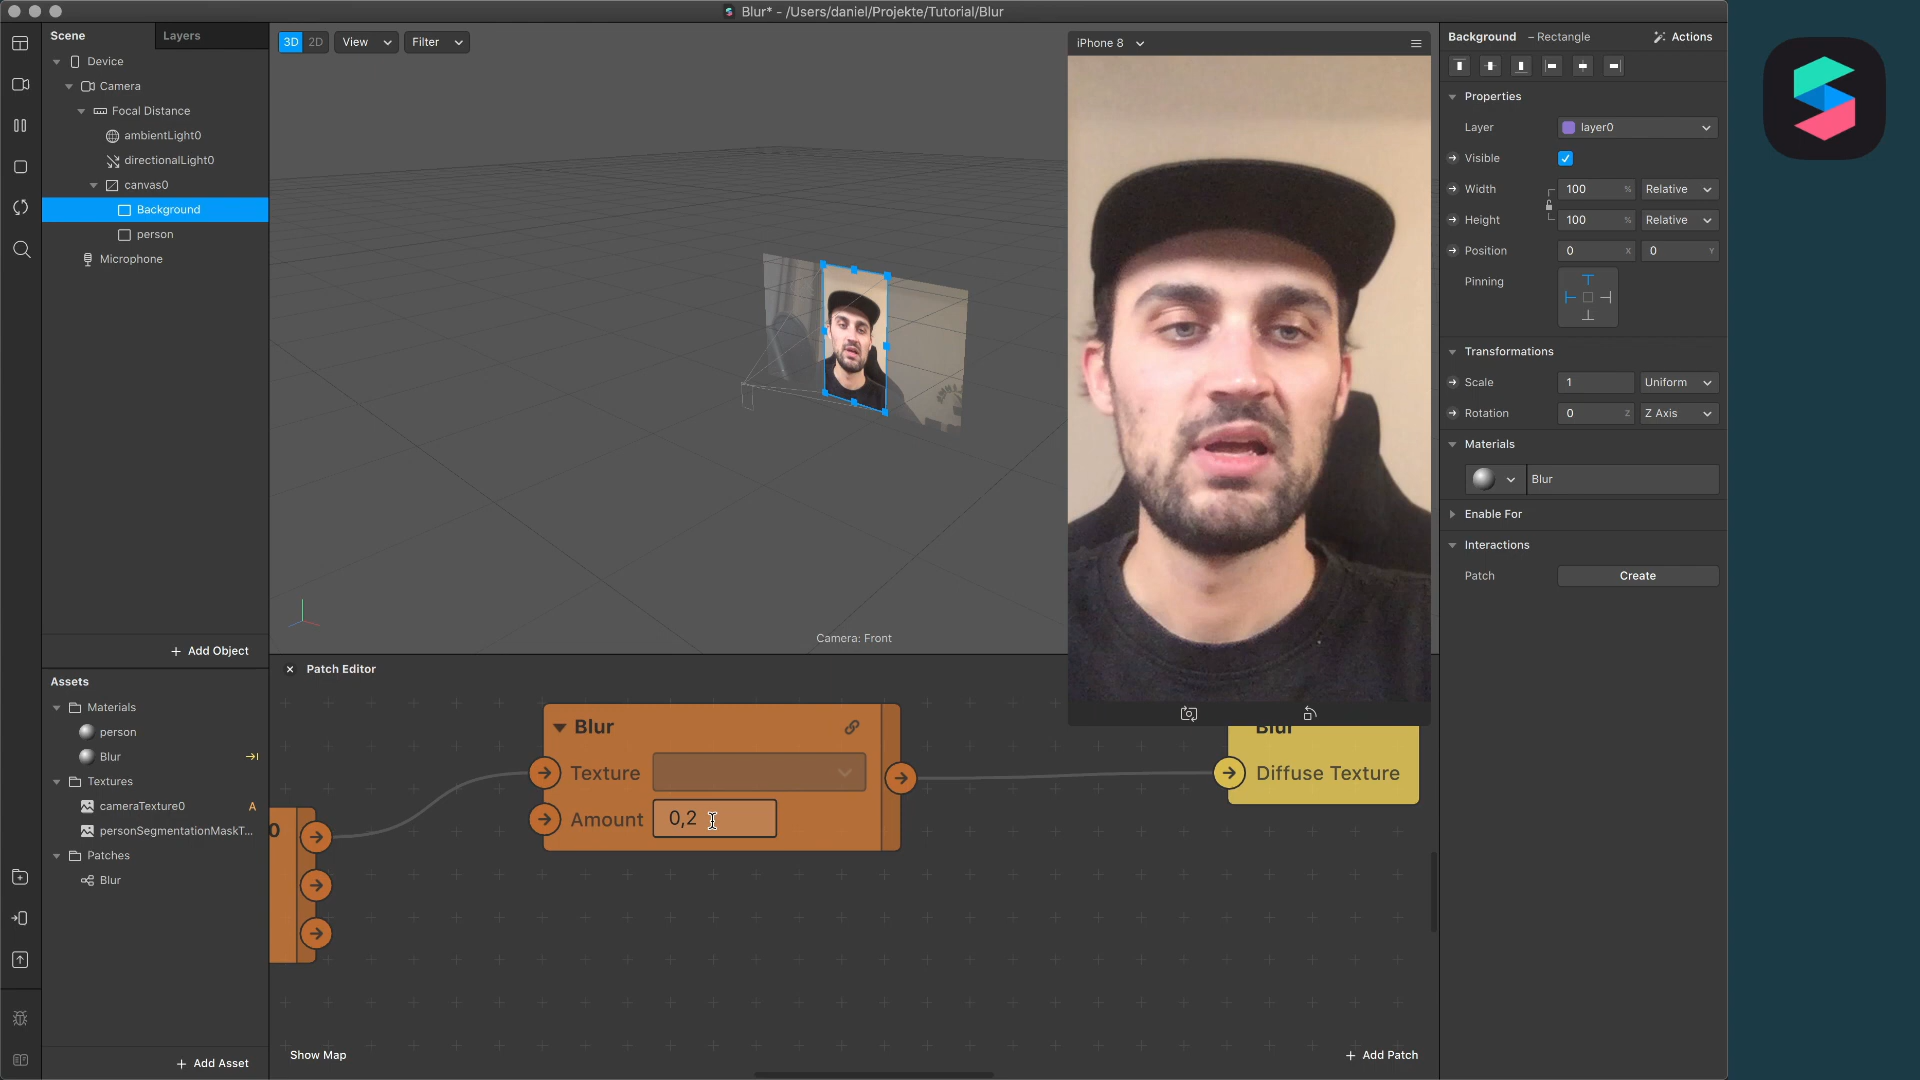 Blur* - /Users/daniel/Projekte/Tutorial/Blur
Scene
Layers
Device
Camera
Focal Distance
ambientLight0
directionalLight0
canvas0
Background
person
Microphone
+ Add Object
Assets
Materials
person
Blur
Textures
cameraTexture0 A
personSegmentationMaskT...
Patches
Blur
+ Add Asset
3D 2D View Filter
Camera: Front
iPhone 8
Patch Editor
0
Blur
Texture
Amount 0,2
Blur
Diffuse Texture
Show Map
+ Add Patch
Background – Rectangle Actions
Properties
Layer layer0
Visible
Width 100 % Relative
Height 100 % Relative
Position 0 X 0 Y
Pinning
Transformations
Scale 1 Uniform
Rotation 0 Z Z Axis
Materials
Blur
Enable For
Interactions
Patch Create